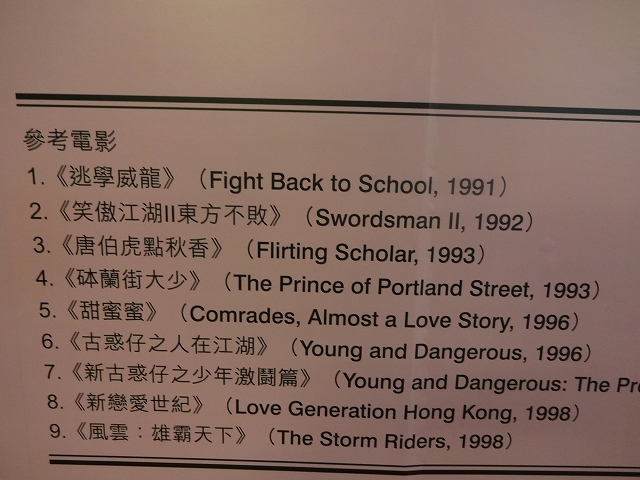 參考電影
1.《逃學威龍》（Fight Back to School, 1991）
2.《笑傲江湖II東方不敗》（Swordsman II, 1992）
3.《唐伯虎點秋香》（Flirting Scholar, 1993）
4.《砵蘭街大少》（The Prince of Portland Street, 1993）
5.《甜蜜蜜》（Comrades, Almost a Love Story, 1996）
6.《古惑仔之人在江湖》（Young and Dangerous, 1996）
7.《新古惑仔之少年激鬪篇》（Young and Dangerous: The Pr
8.《新戀愛世紀》（Love Generation Hong Kong, 1998）
9.《風雲：雄霸天下》（The Storm Riders, 1998）